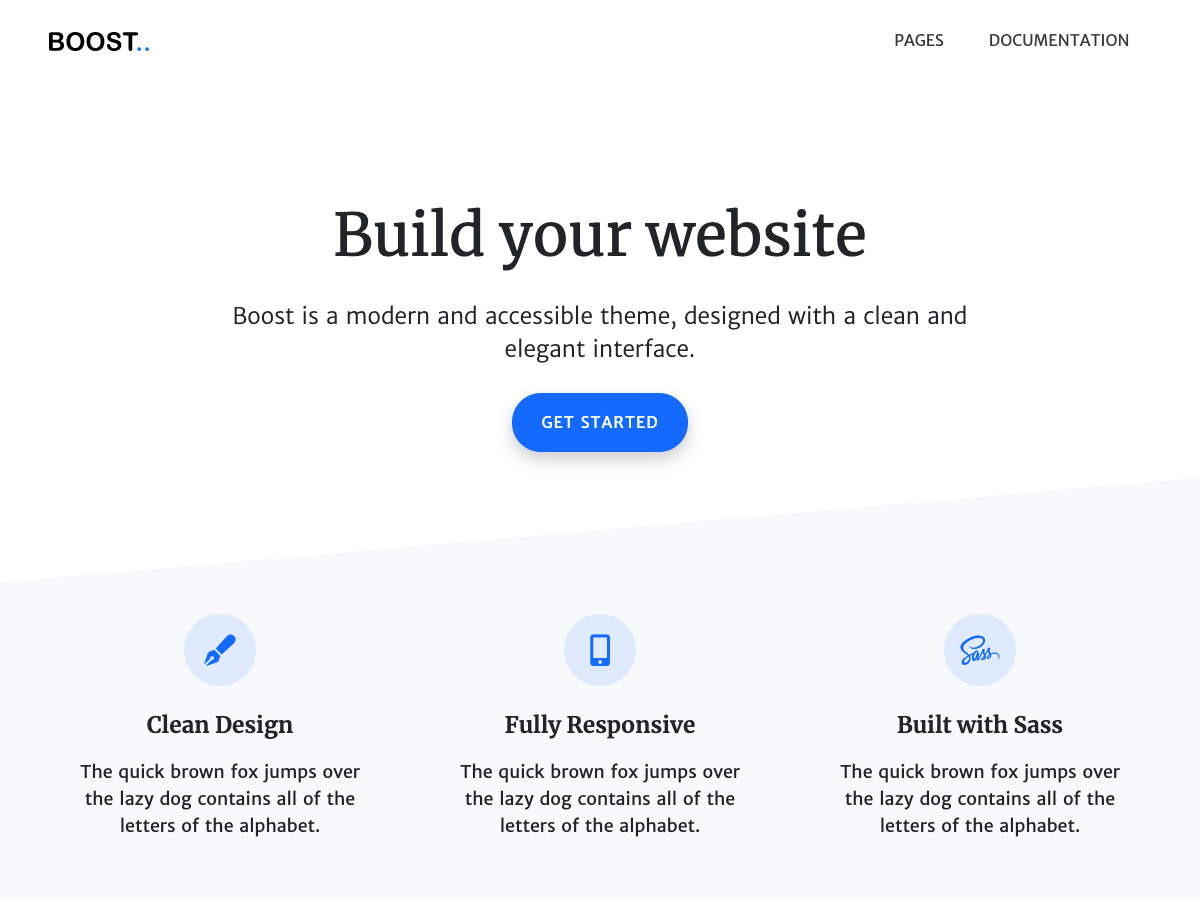 BOOST..
PAGES
DOCUMENTATION
Build your website
Boost is a modern and accessible theme, designed with a clean and
elegant interface.
GET STARTED
Sass
Clean Design
The quick brown fox jumps over
the lazy dog contains all of the
letters of the alphabet.
Fully Responsive
The quick brown fox jumps over
the lazy dog contains all of the
letters of the alphabet.
Built with Sass
The quick brown fox jumps over
the lazy dog contains all of the
letters of the alphabet.